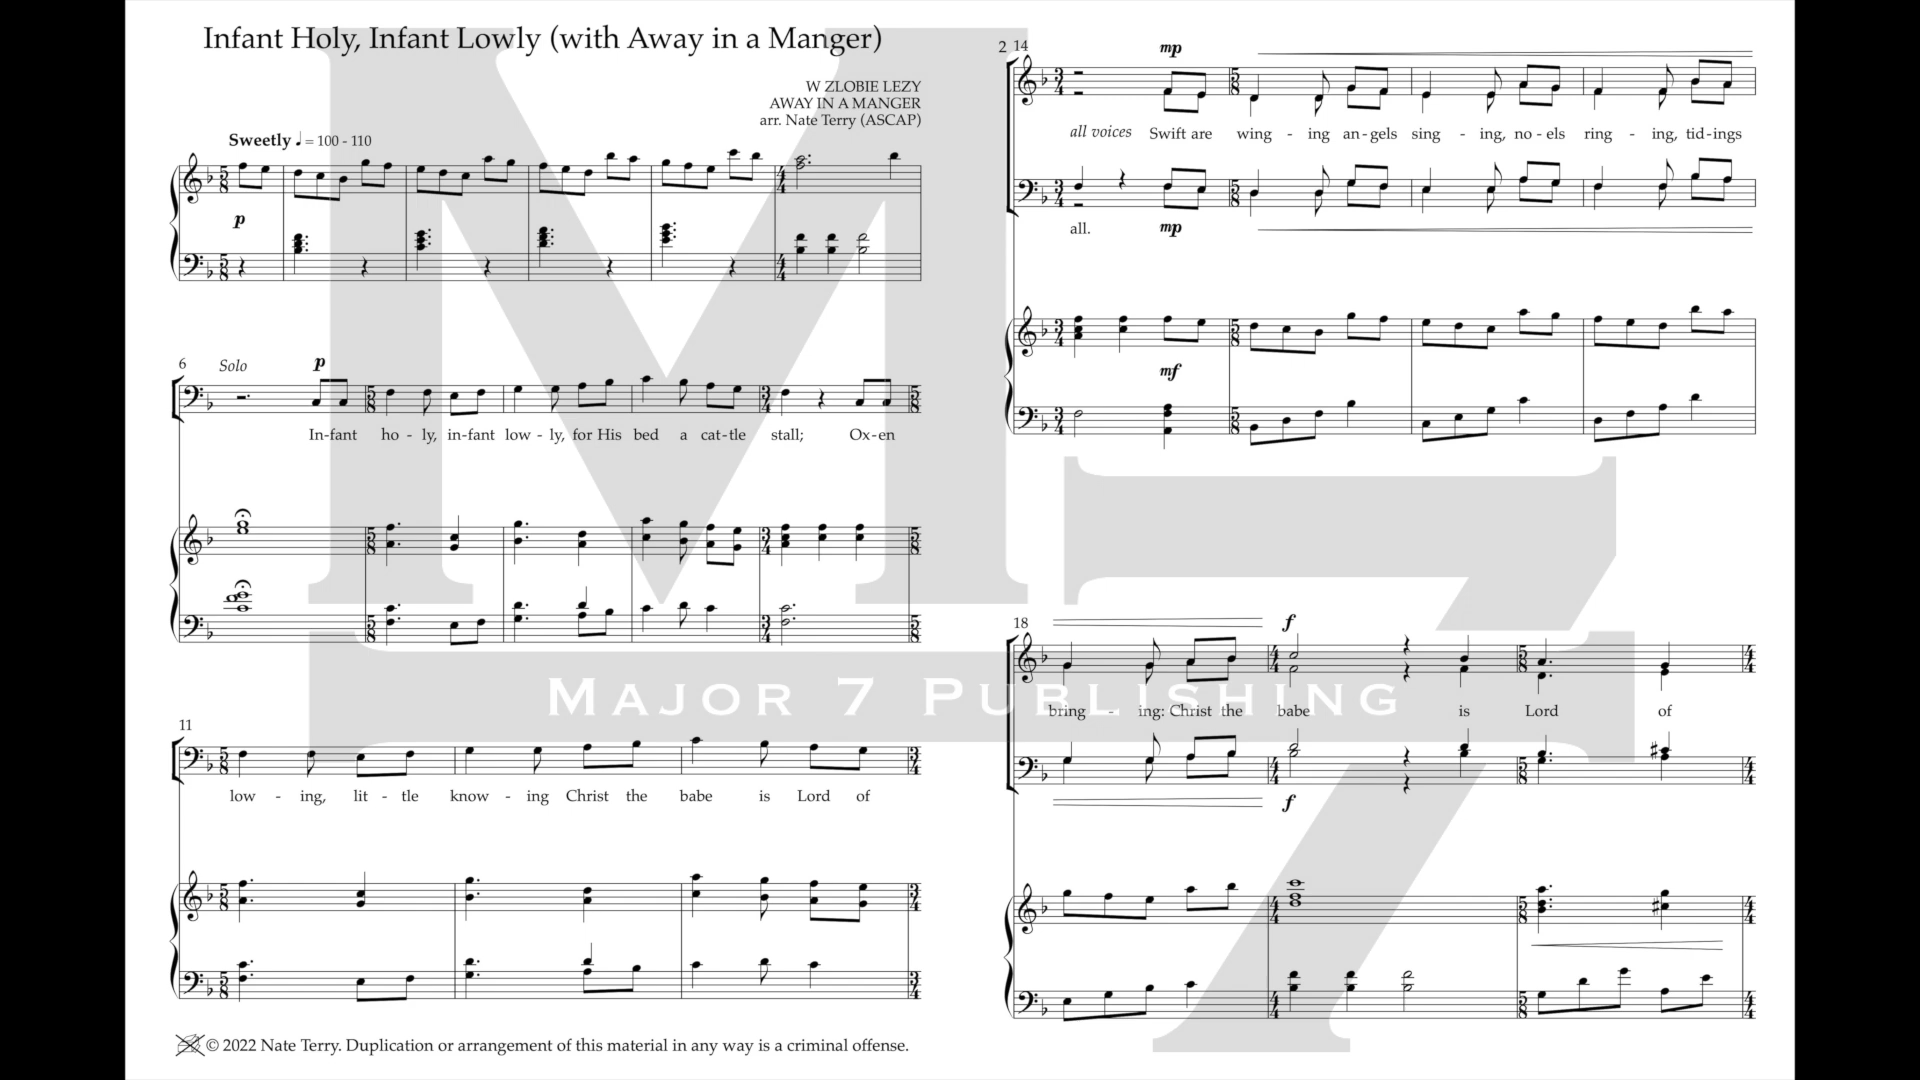 Infant Holy, Infant Lowly (with Away in a Manger)
W ZLOBIE LEZY
AWAY IN A MANGER
arr. Nate Terry (ASCAP)
Sweetly ♩ = 100 - 110
p
6 Solo p
In-fant ho - ly, in-fant low - ly, for His bed a cat-tle stall; Ox-en
11
low - ing, lit - tle know - ing Christ the babe is Lord of
© 2022 Nate Terry. Duplication or arrangement of this material in any way is a criminal offense.
2 14 mp
all voices Swift are wing - ing an-gels sing - ing, no-els ring - ing, tid-ings
all. mp
mf
18 f
bring - ing: Christ the babe is Lord of
f
MAJOR 7 PUBLISHING
M7